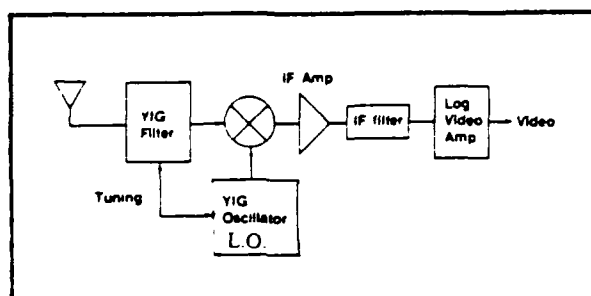 IF Amp
YIG
Filter
IF filter
Log
Video
Amp
Video
Tuning
YIG
Oscillator
L.O.